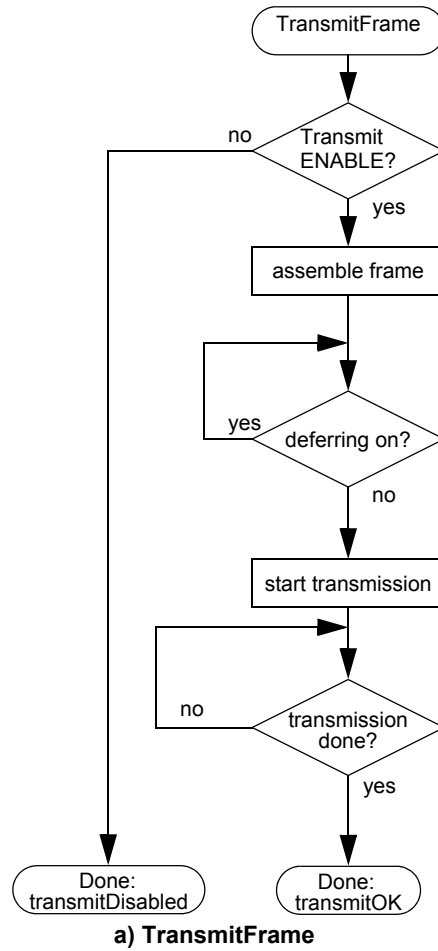 TransmitFrame
no
Transmit
ENABLE?
yes
assemble frame
yes
deferring on?
no
start transmission
no
transmission
done?
yes
Done:
transmitDisabled
Done:
transmitOK
a) TransmitFrame